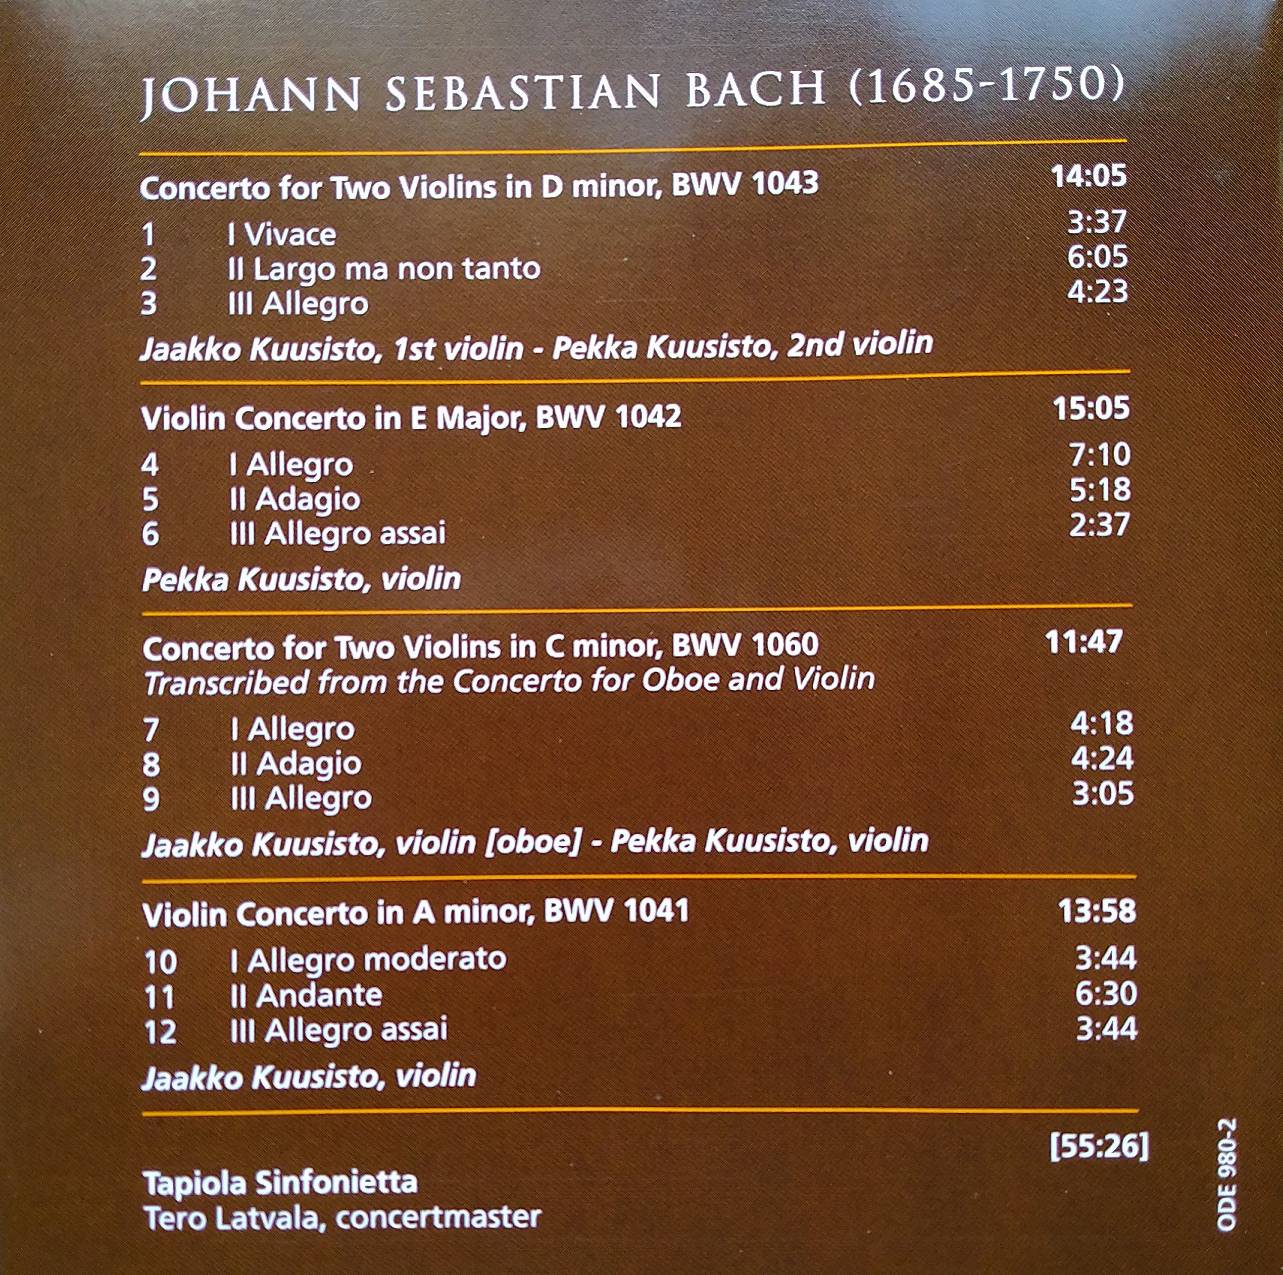 JOHANN SEBASTIAN BACH (1685-1750)
Concerto for Two Violins in D minor, BWV 1043 14:05
1 I Vivace 3:37
2 II Largo ma non tanto 6:05
3 III Allegro 4:23
Jaakko Kuusisto, 1st violin - Pekka Kuusisto, 2nd violin
Violin Concerto in E Major, BWV 1042 15:05
4 I Allegro 7:10
5 II Adagio 5:18
6 III Allegro assai 2:37
Pekka Kuusisto, violin
Concerto for Two Violins in C minor, BWV 1060 11:47
Transcribed from the Concerto for Oboe and Violin
7 I Allegro 4:18
8 II Adagio 4:24
9 III Allegro 3:05
Jaakko Kuusisto, violin [oboe] - Pekka Kuusisto, violin
Violin Concerto in A minor, BWV 1041 13:58
10 I Allegro moderato 3:44
11 II Andante 6:30
12 III Allegro assai 3:44
Jaakko Kuusisto, violin
[55:26]
Tapiola Sinfonietta
Tero Latvala, concertmaster
ODE 980-2